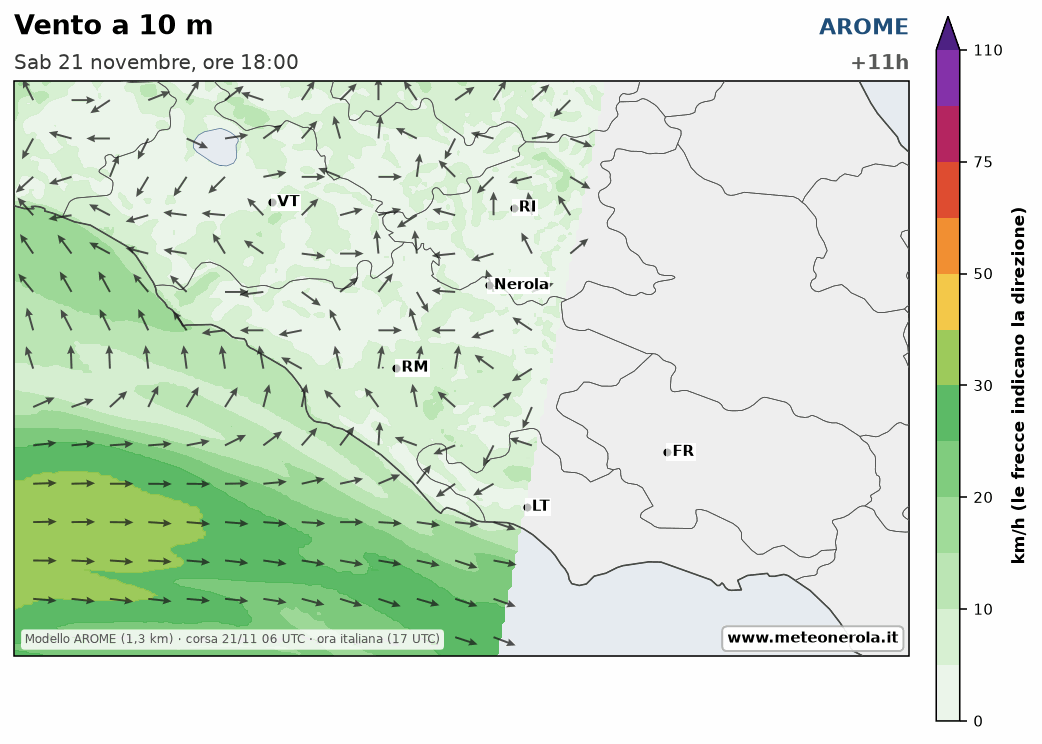 Vento a 10 m
AROME
Sab 21 novembre, ore 18:00
+11h
VT
RI
Nerola
RM
FR
LT
Modello AROME (1,3 km) · corsa 21/11 06 UTC · ora italiana (17 UTC)
www.meteonerola.it
110
75
50
30
20
10
0
km/h (le frecce indicano la direzione)